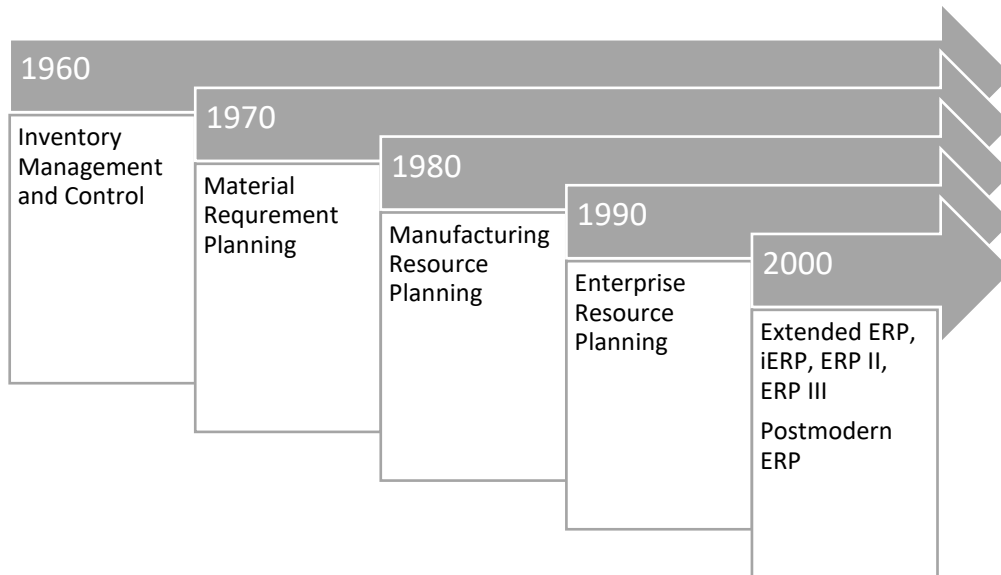 1960
Inventory
Management
and Control
1970
Material
Requrement
Planning
1980
Manufacturing
Resource
Planning
1990
Enterprise
Resource
Planning
2000
Extended ERP,
iERP, ERP II,
ERP III
Postmodern
ERP